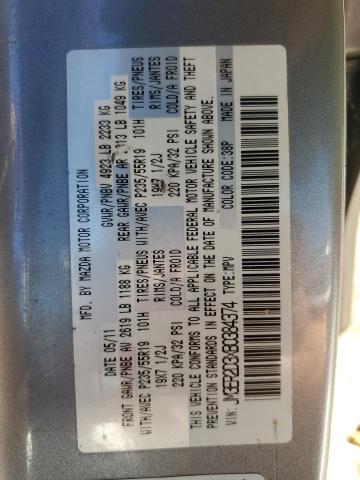 MFD. BY MAZDA MOTOR CORPORATION
GVWR/PNBV 4923 LB 2233 KG
DATE 05/11
FRONT GAWR/PNBE AV 2619 LB 1188 KG
REAR GAWR/PNBE AR 2313 LB 1049 KG
WITH/AVEC P235/55R19 101H TIRES/PNEUS WITH/AVEC P235/55R19 101H TIRES/PNEUS
19X7 1/2J RIMS/JANTES 19X7 1/2J RIMS/JANTES
220 KPA/32 PSI COLD/A FROID 220 KPA/32 PSI COLD/A FROID
THIS VEHICLE CONFORMS TO ALL APPLICABLE FEDERAL MOTOR VEHICLE SAFETY AND THEFT
PREVENTION STANDARDS IN EFFECT ON THE DATE OF MANUFACTURE SHOWN ABOVE.
VIN: JM3ER2D3XB0384374 COLOR CODE: 38P MADE IN JAPAN
TYPE: MPV